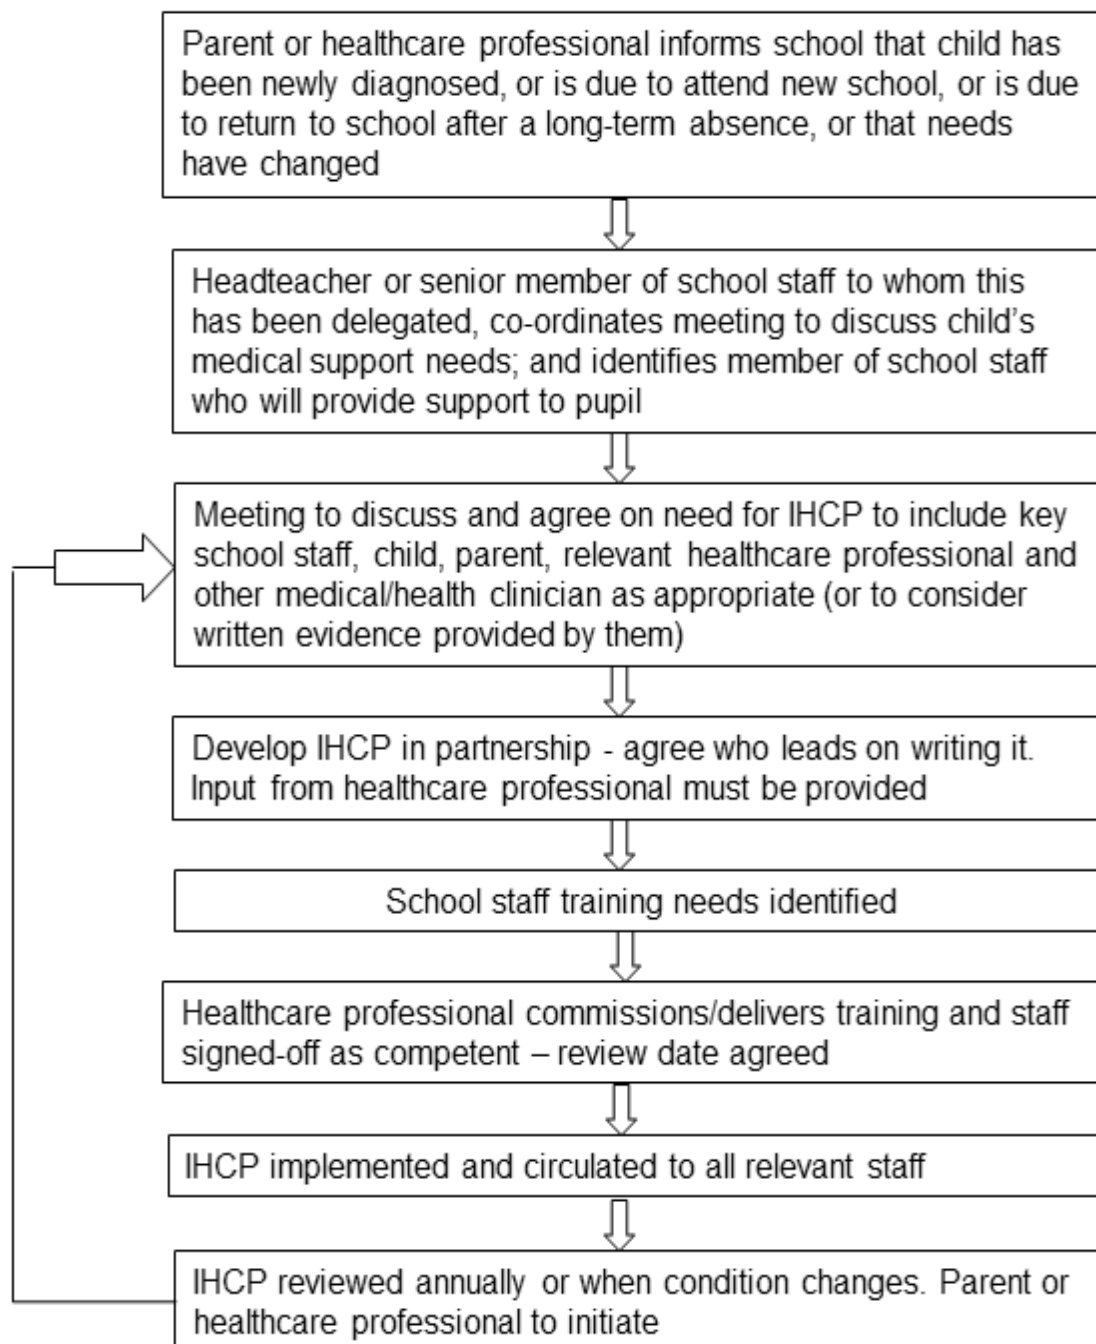 Parent or healthcare professional informs school that child has
been newly diagnosed, or is due to attend new school, or is due
to return to school after a long-term absence, or that needs
have changed
Headteacher or senior member of school staff to whom this
has been delegated, co-ordinates meeting to discuss child's
medical support needs; and identifies member of school staff
who will provide support to pupil
Meeting to discuss and agree on need for IHCP to include key
school staff, child, parent, relevant healthcare professional and
other medical/health clinician as appropriate (or to consider
written evidence provided by them)
Develop IHCP in partnership - agree who leads on writing it.
Input from healthcare professional must be provided
School staff training needs identified
Healthcare professional commissions/delivers training and staff
signed-off as competent – review date agreed
IHCP implemented and circulated to all relevant staff
IHCP reviewed annually or when condition changes. Parent or
healthcare professional to initiate